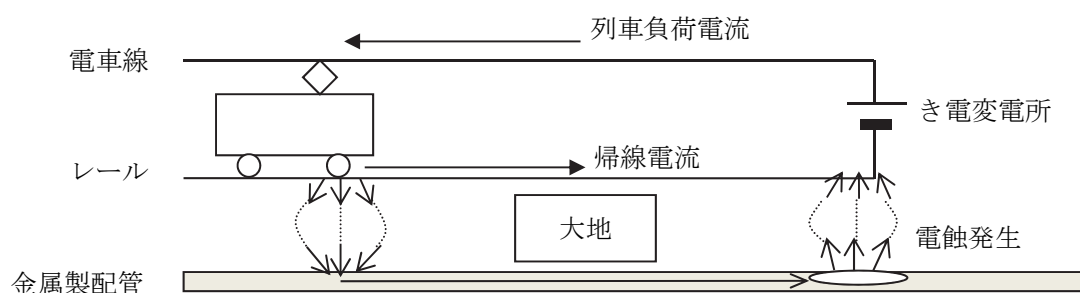 列車負荷電流
電車線
き電変電所
レール
帰線電流
大地
電蝕発生
金属製配管